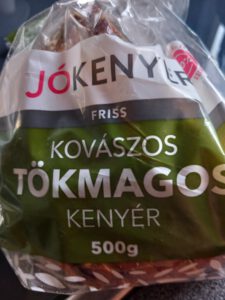 JÓKENYÉR
FRISS
KOVÁSZOS
TÖKMAGOS
KENYÉR
500g